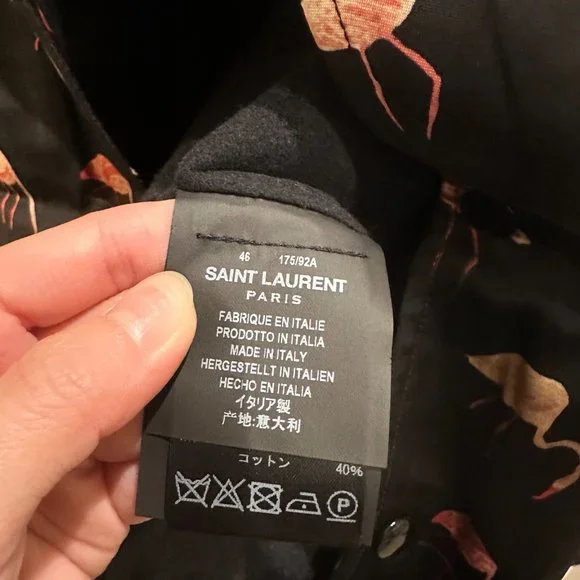 46 175/92A
SAINT LAURENT
PARIS
FABRIQUE EN ITALIE
PRODOTTO IN ITALIA
MADE IN ITALY
HERGESTELLT IN ITALIEN
HECHO EN ITALIA
イタリア製
产地:意大利
コットン 40%
P